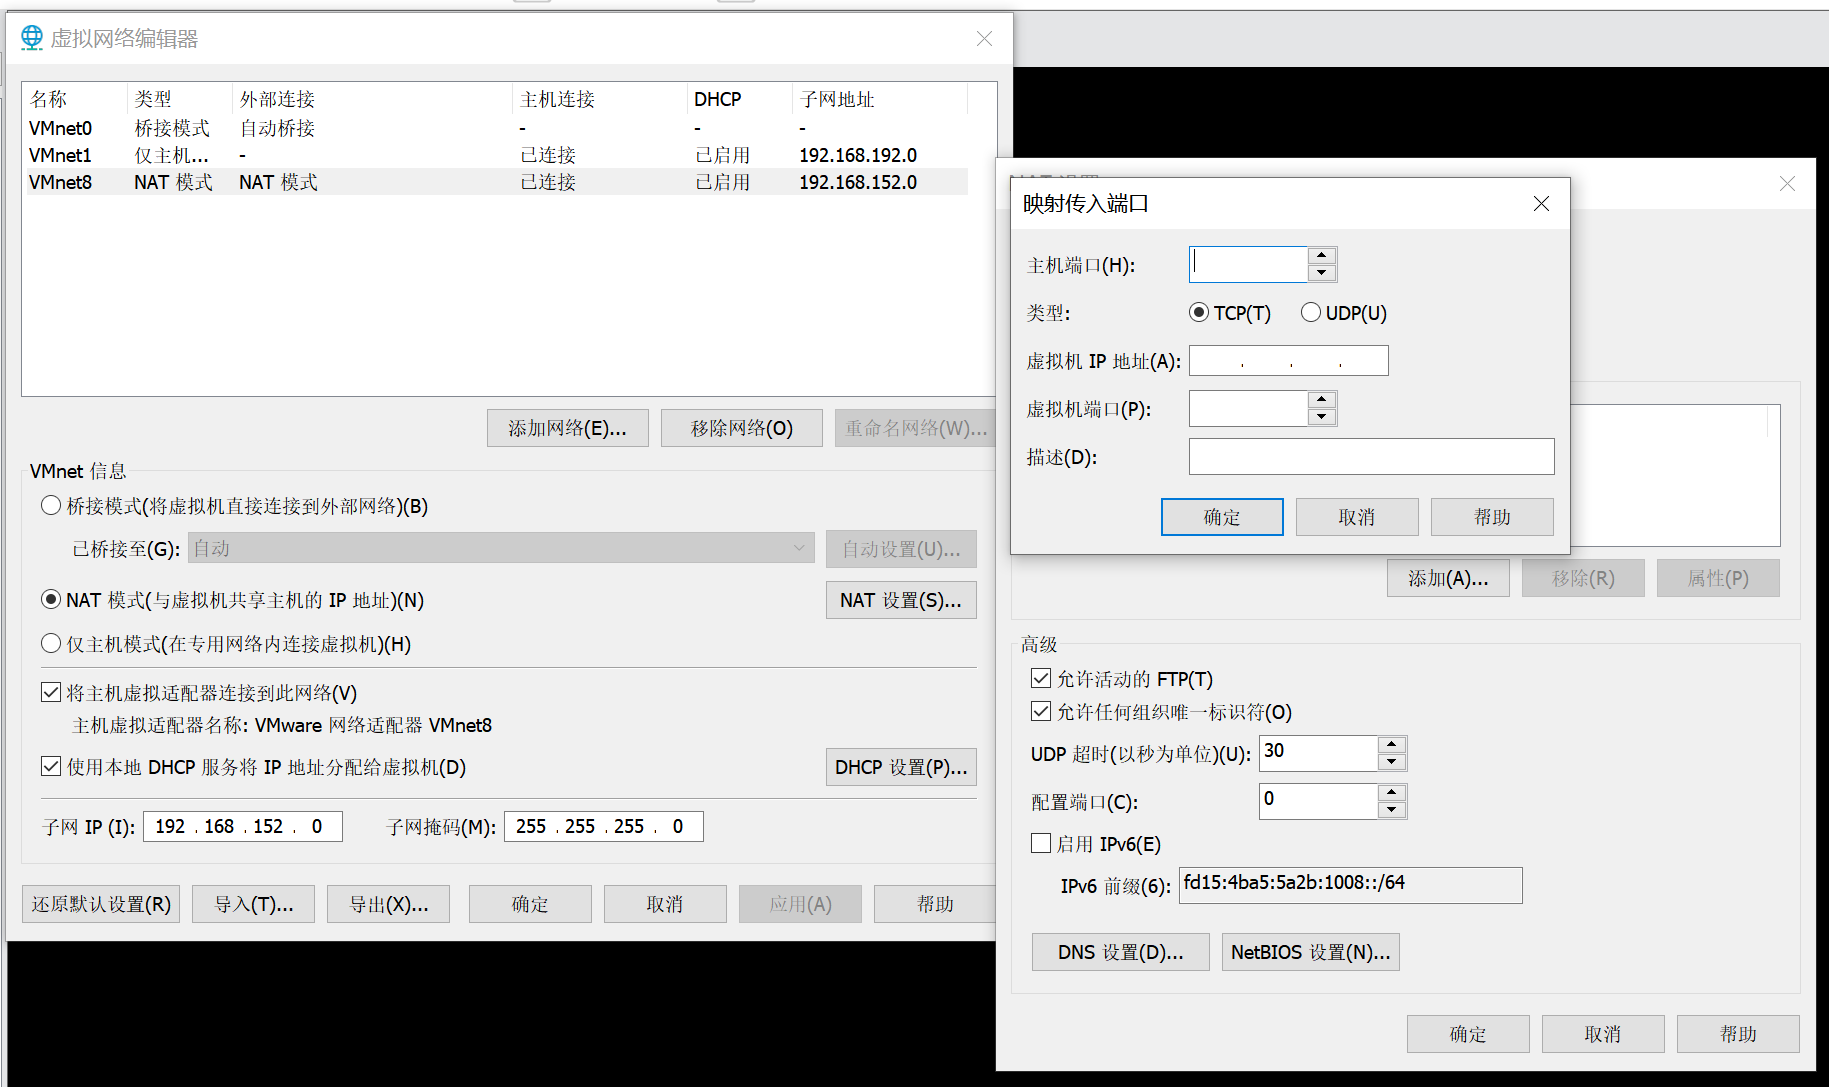 虚拟网络编辑器
名称 类型 外部连接 主机连接 DHCP 子网地址
VMnet0 桥接模式 自动桥接 - - -
VMnet1 仅主机... - 已连接 已启用 192.168.192.0
VMnet8 NAT 模式 NAT 模式 已连接 已启用 192.168.152.0
添加网络(E)... 移除网络(O) 重命名网络(W)...
VMnet 信息
桥接模式(将虚拟机直接连接到外部网络)(B)
已桥接至(G): 自动 自动设置(U)...
NAT 模式(与虚拟机共享主机的 IP 地址)(N) NAT 设置(S)...
仅主机模式(在专用网络内连接虚拟机)(H)
将主机虚拟适配器连接到此网络(V)
主机虚拟适配器名称: VMware 网络适配器 VMnet8
使用本地 DHCP 服务将 IP 地址分配给虚拟机(D) DHCP 设置(P)...
子网 IP (I): 192 . 168 . 152 . 0 子网掩码(M): 255 . 255 . 255 . 0
还原默认设置(R) 导入(T)... 导出(X)... 确定 取消 应用(A) 帮助
映射传入端口
主机端口(H):
类型: TCP(T) UDP(U)
虚拟机 IP 地址(A): . . .
虚拟机端口(P):
描述(D):
确定 取消 帮助
添加(A)... 移除(R) 属性(P)
高级
允许活动的 FTP(T)
允许任何组织唯一标识符(O)
UDP 超时(以秒为单位)(U): 30
配置端口(C): 0
启用 IPv6(E)
IPv6 前缀(6): fd15:4ba5:5a2b:1008::/64
DNS 设置(D)... NetBIOS 设置(N)...
确定 取消 帮助